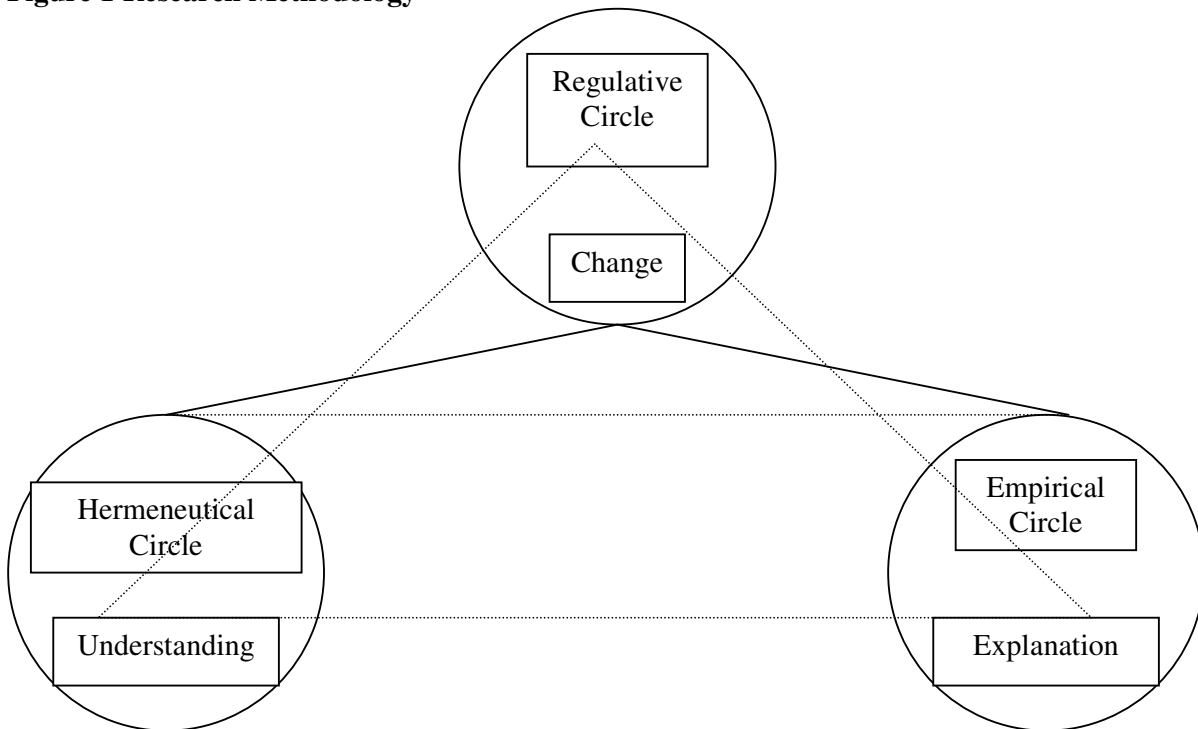 Figure 1 Research Methodology
Regulative
Circle
Change
Hermeneutical
Circle
Empirical
Circle
Understanding
Explanation